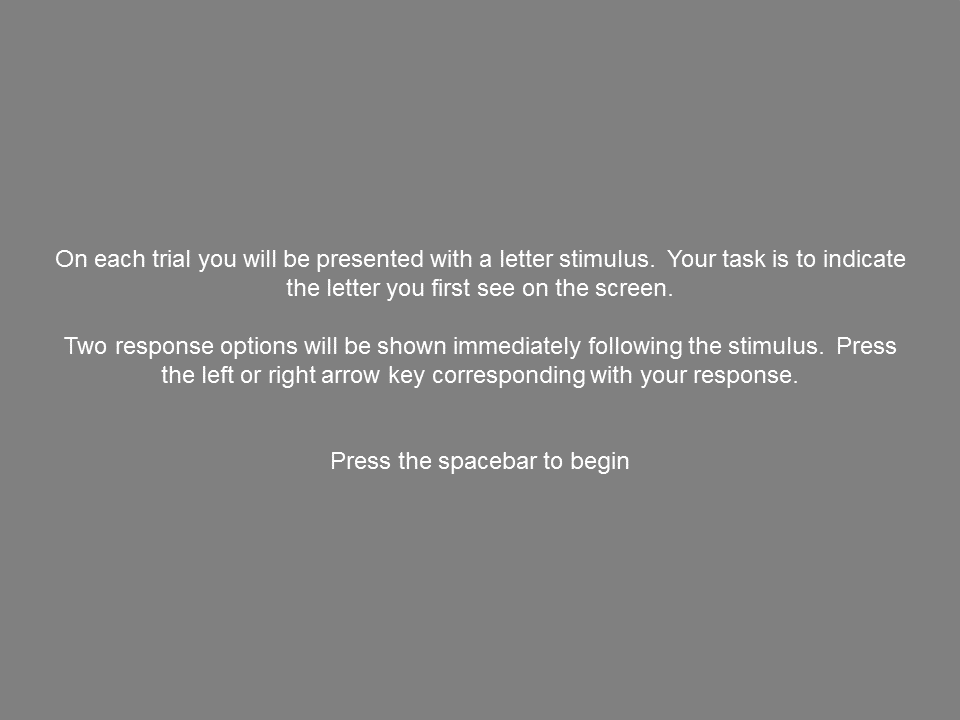 On each trial you will be presented with a letter stimulus.  Your task is to indicate
the letter you first see on the screen.
Two response options will be shown immediately following the stimulus.  Press
the left or right arrow key corresponding with your response.
Press the spacebar to begin